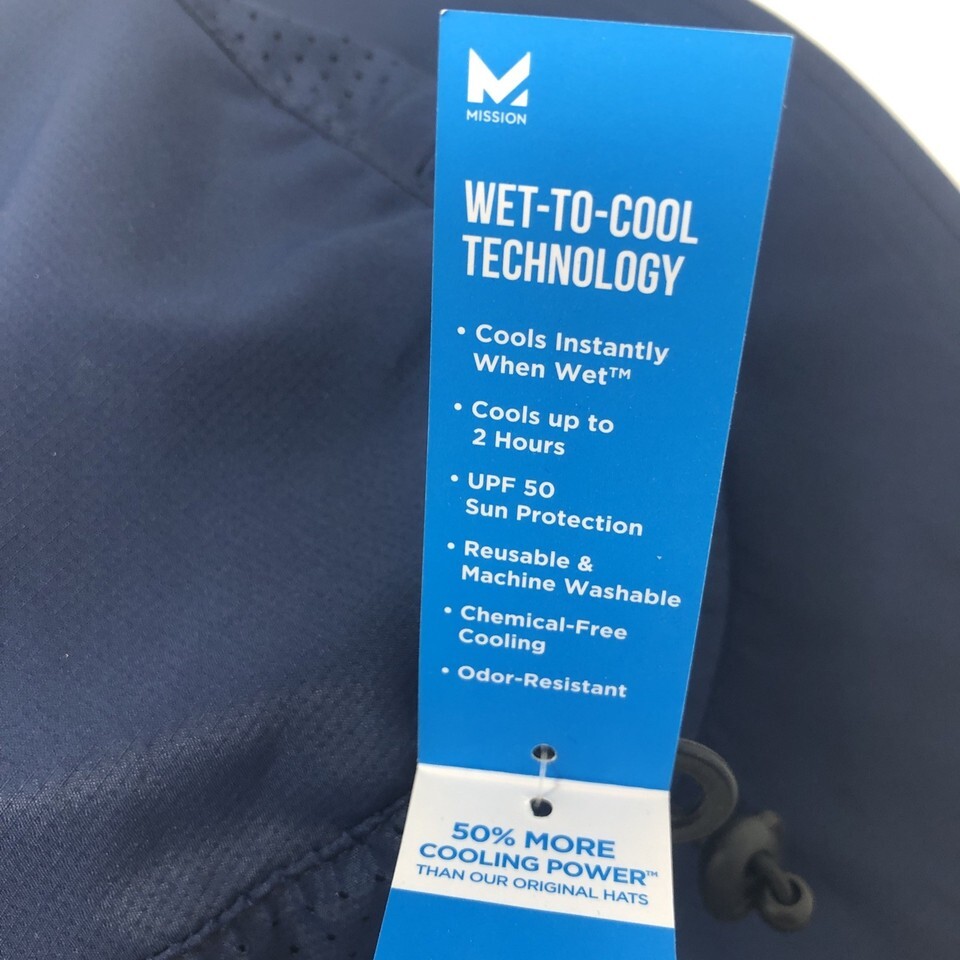 MISSION
WET-TO-COOL
TECHNOLOGY
• Cools Instantly
When Wet™
• Cools up to
2 Hours
• UPF 50
Sun Protection
• Reusable &
Machine Washable
• Chemical-Free
Cooling
• Odor-Resistant
50% MORE
COOLING POWER™
THAN OUR ORIGINAL HATS